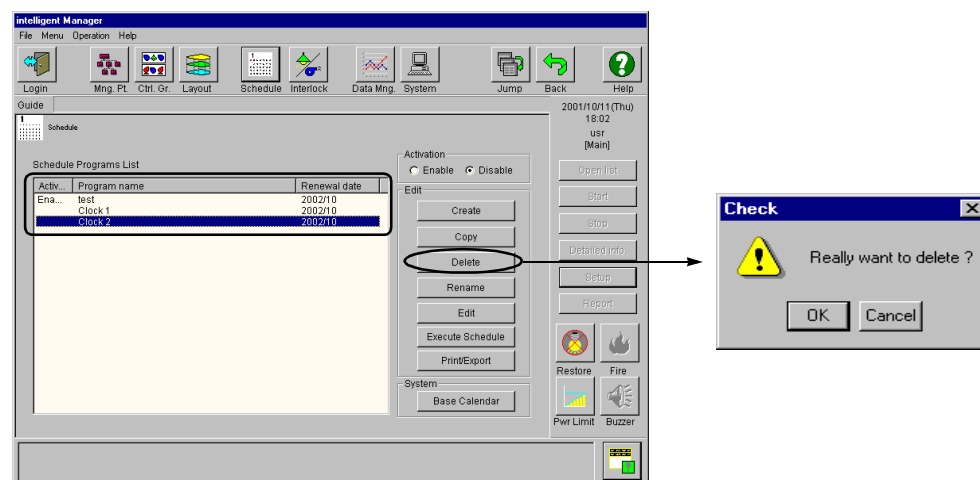 intelligent Manager
File Menu Operation Help
Login Mng. Pt. Ctrl. Gr. Layout Schedule Interlock Data Mng. System Jump Back Help
Guide
2001/10/11(Thu)
18:02
usr
[Main]
1
Schedule
Schedule Programs List
Activ... Program name Renewal date
Ena... test 2002/10
Clock 1 2002/10
Clock 2 2002/10
Activation
Enable Disable
Edit
Create
Copy
Delete
Rename
Edit
Execute Schedule
Print/Export
System
Base Calendar
Open list
Start
Stop
Detailed info
Setup
Report
Restore Fire
Pwr Limit Buzzer
Check
Really want to delete ?
OK Cancel